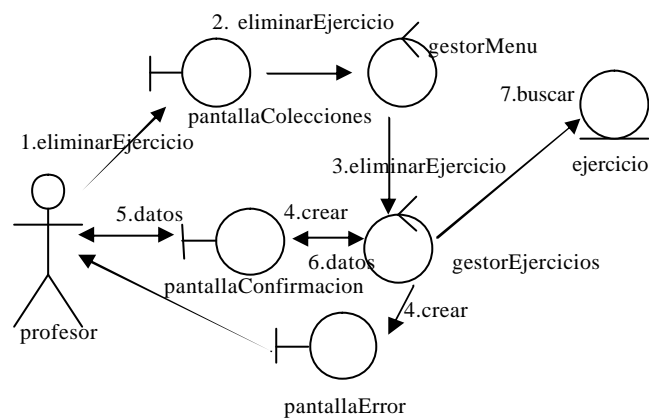 2. eliminarEjercicio
gestorMenu
7.buscar
pantallaColecciones
1.eliminarEjercicio
3.eliminarEjercicio
ejercicio
5.datos
4.crear
6.datos
gestorEjercicios
pantallaConfirmacion
4.crear
profesor
pantallaError